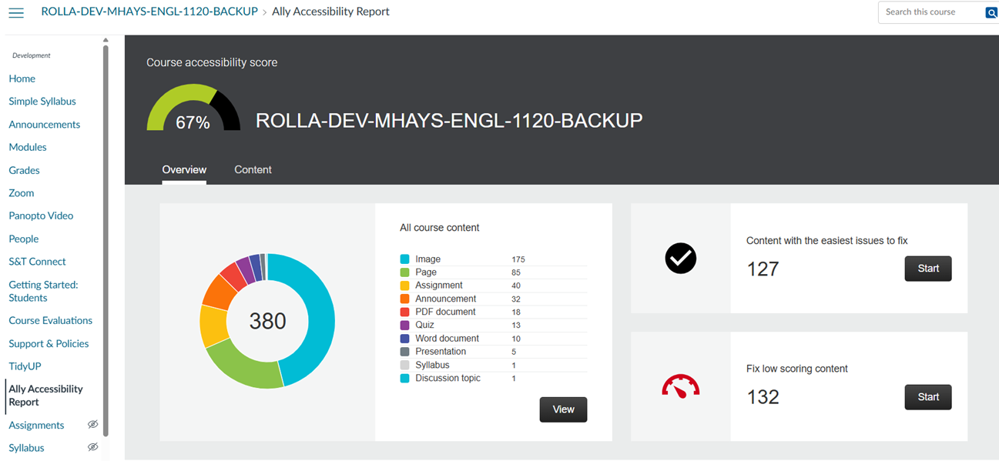 ROLLA-DEV-MHAYS-ENGL-1120-BACKUP > Ally Accessibility Report
Search this course
Development
Home
Simple Syllabus
Announcements
Modules
Grades
Zoom
Panopto Video
People
S&T Connect
Getting Started:
Students
Course Evaluations
Support & Policies
TidyUP
Ally Accessibility
Report
Assignments
Syllabus
Course accessibility score
67%
ROLLA-DEV-MHAYS-ENGL-1120-BACKUP
Overview Content
380
All course content
Image 175
Page 85
Assignment 40
Announcement 32
PDF document 18
Quiz 13
Word document 10
Presentation 5
Syllabus 1
Discussion topic 1
View
Content with the easiest issues to fix
127
Start
Fix low scoring content
132
Start